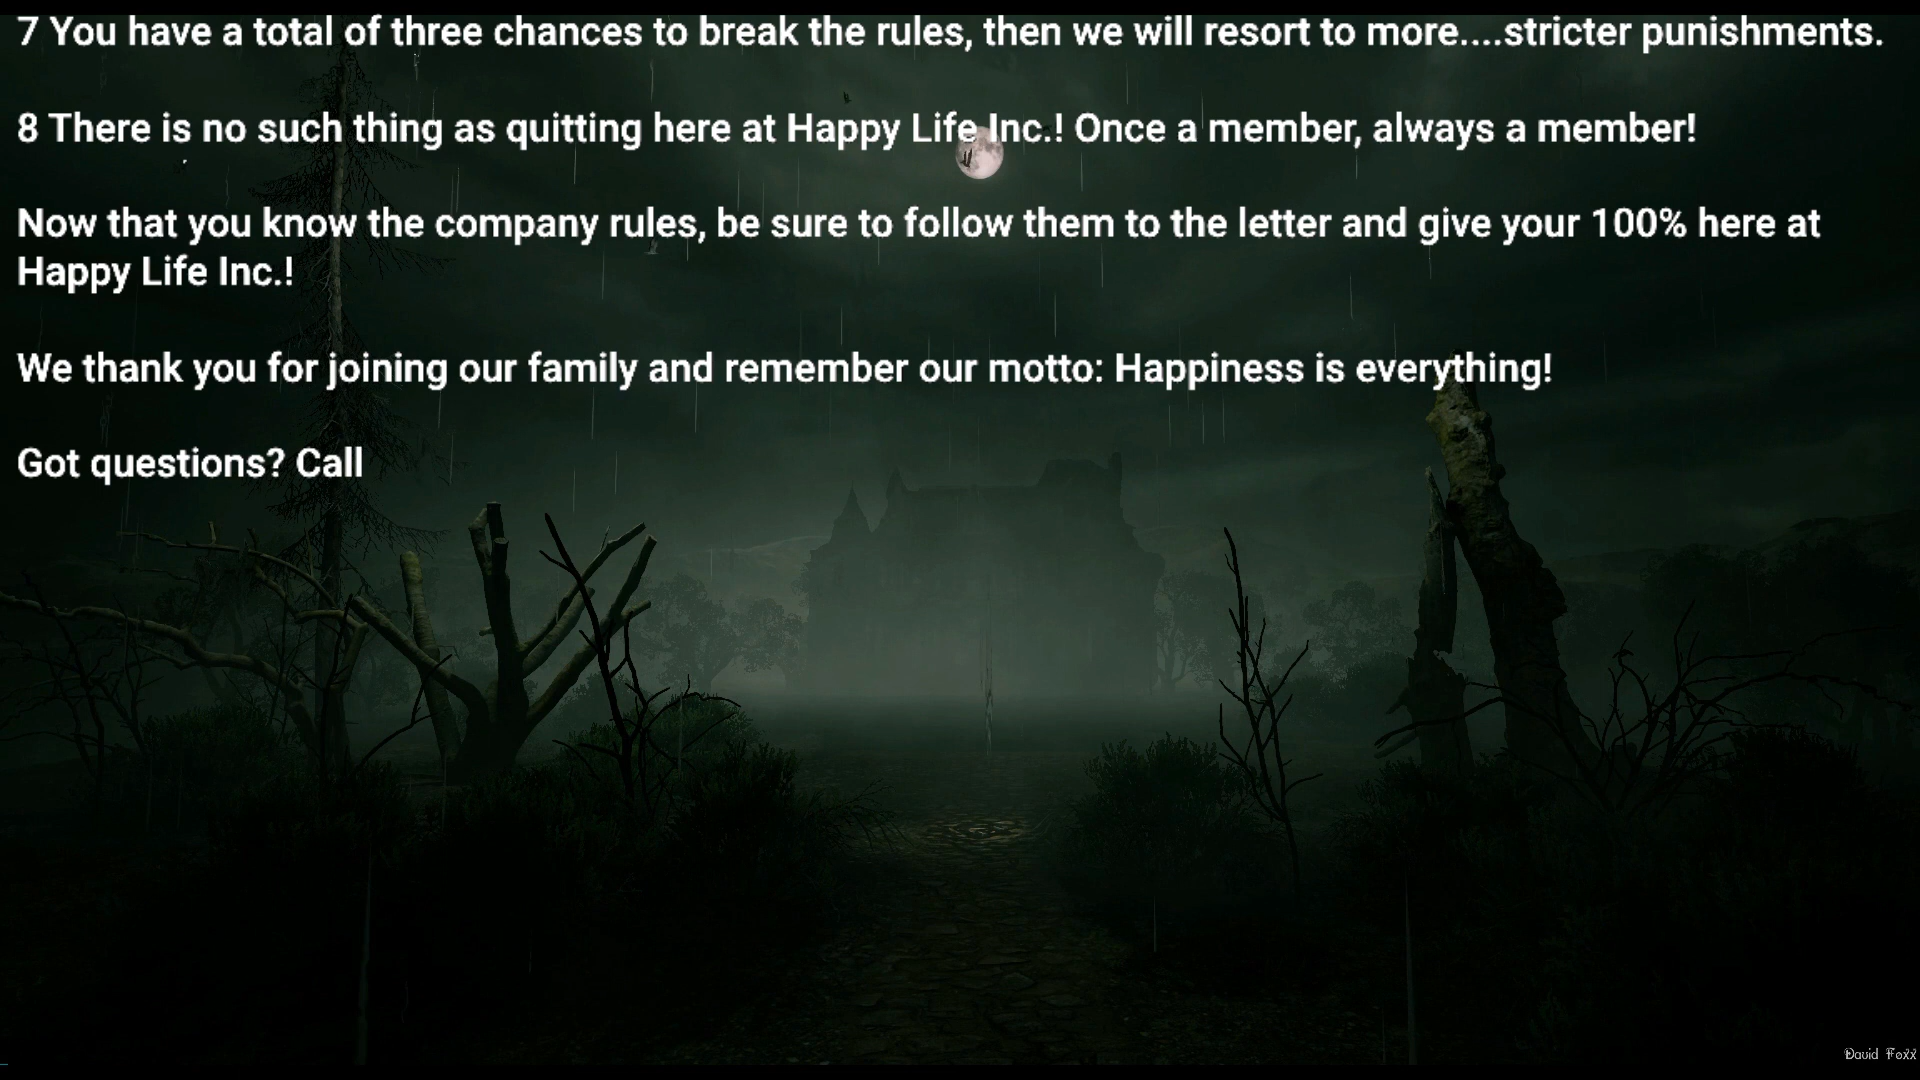 7 You have a total of three chances to break the rules, then we will resort to more....stricter punishments.
8 There is no such thing as quitting here at Happy Life Inc.! Once a member, always a member!
Now that you know the company rules, be sure to follow them to the letter and give your 100% here at
Happy Life Inc.!
We thank you for joining our family and remember our motto: Happiness is everything!
Got questions? Call
David Foxx